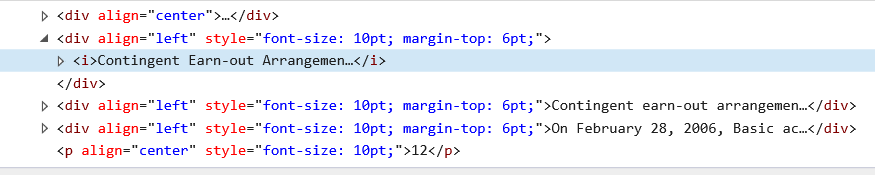 <div align="center">…</div>
<div align="left" style="font-size: 10pt; margin-top: 6pt;">
<i>Contingent Earn-out Arrangemen…</i>
</div>
<div align="left" style="font-size: 10pt; margin-top: 6pt;">Contingent earn-out arrangemen…</div>
<div align="left" style="font-size: 10pt; margin-top: 6pt;">On February 28, 2006, Basic ac…</div>
<p align="center" style="font-size: 10pt;">12</p>